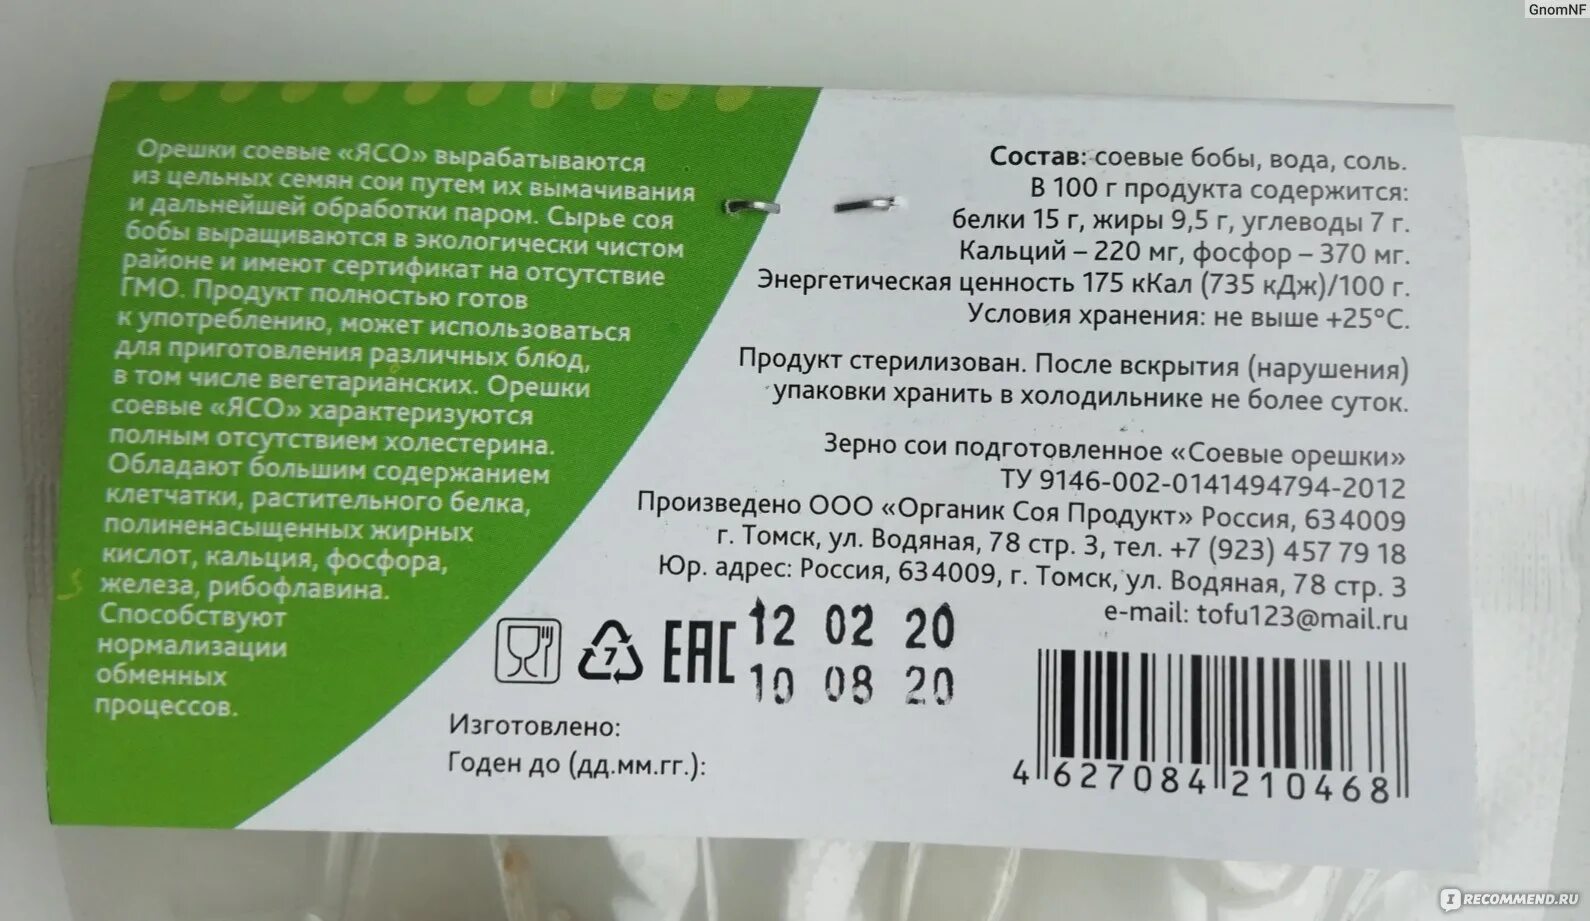 GnomNF
Орешки соевые «ЯСО» вырабатываются
из цельных семян сои путем их вымачивания
и дальнейшей обработки паром. Сырье соя
бобы выращиваются в экологически чистом
районе и имеют сертификат на отсутствие
ГМО. Продукт полностью готов
к употреблению, может использоваться
для приготовления различных блюд,
в том числе вегетарианских. Орешки
соевые «ЯСО» характеризуются
полным отсутствием холестерина.
Обладают большим содержанием
клетчатки, растительного белка,
полиненасыщенных жирных
кислот, кальция, фосфора,
железа, рибофлавина.
Способствуют
нормализации
обменных
процессов.
Состав: соевые бобы, вода, соль.
В 100 г продукта содержится:
белки 15 г, жиры 9,5 г, углеводы 7 г.
Кальций – 220 мг, фосфор – 370 мг.
Энергетическая ценность 175 кКал (735 кДж)/100 г.
Условия хранения: не выше +25°С.
Продукт стерилизован. После вскрытия (нарушения)
упаковки хранить в холодильнике не более суток.
Зерно сои подготовленное «Соевые орешки»
ТУ 9146-002-0141494794-2012
Произведено ООО «Органик Соя Продукт» Россия, 634009
г. Томск, ул. Водяная, 78 стр. 3, тел. +7 (923) 457 79 18
Юр. адрес: Россия, 634009, г. Томск, ул. Водяная, 78 стр. 3
e-mail: tofu123@mail.ru
7
EAC
12 02 20
10 08 20
Изготовлено:
Годен до (дд.мм.гг.):
4 627084 210468
IRECOMMEND.RU